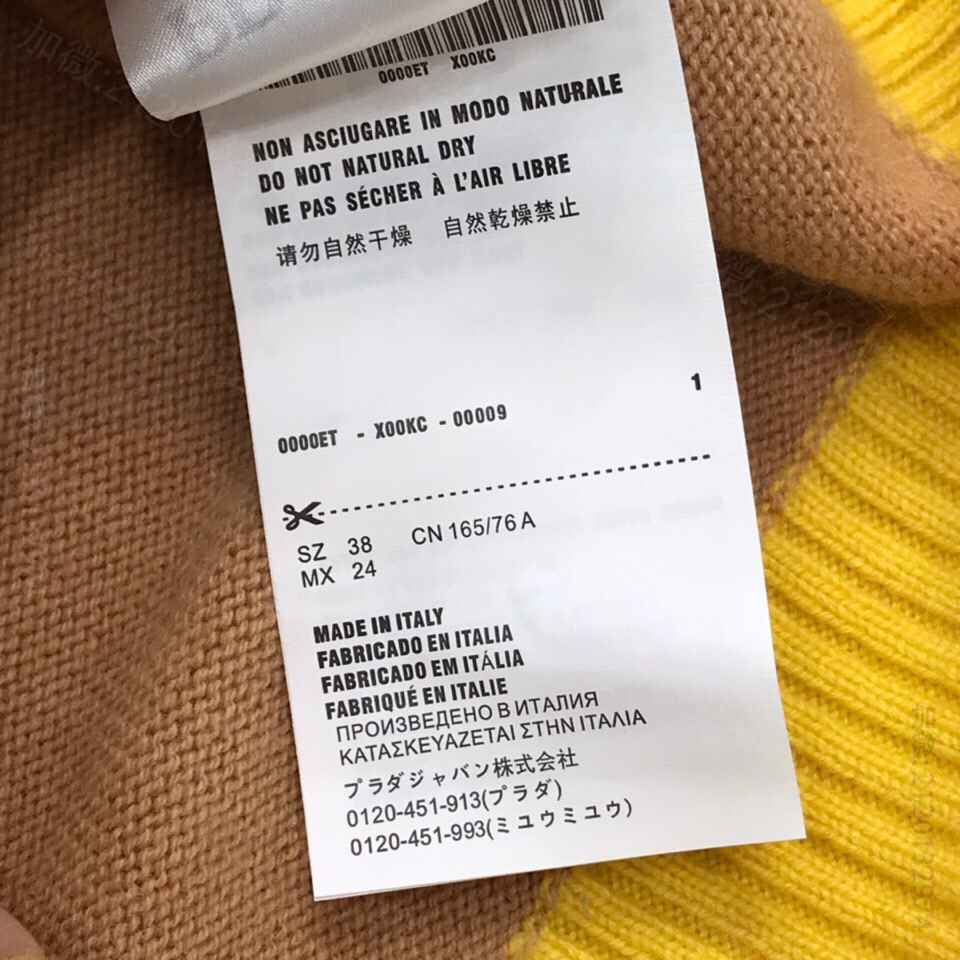 0000ET X00KC
NON ASCIUGARE IN MODO NATURALE
DO NOT NATURAL DRY
NE PAS SÉCHER À L'AIR LIBRE
请勿自然干燥 自然乾燥禁止
1
0000ET - X00KC - 00009
SZ 38 CN 165/76 A
MX 24
MADE IN ITALY
FABRICADO EN ITALIA
FABRICADO EM ITÁLIA
FABRIQUÉ EN ITALIE
ПРОИЗВЕДЕНО В ИТАЛИЯ
ΚΑΤΑΣΚΕΥΑΖΕΤΑΙ ΣΤΗΝ ΙΤΑΛΙΑ
プラダジャバン株式会社
0120-451-913(プラダ)
0120-451-993(ミュウミュウ)